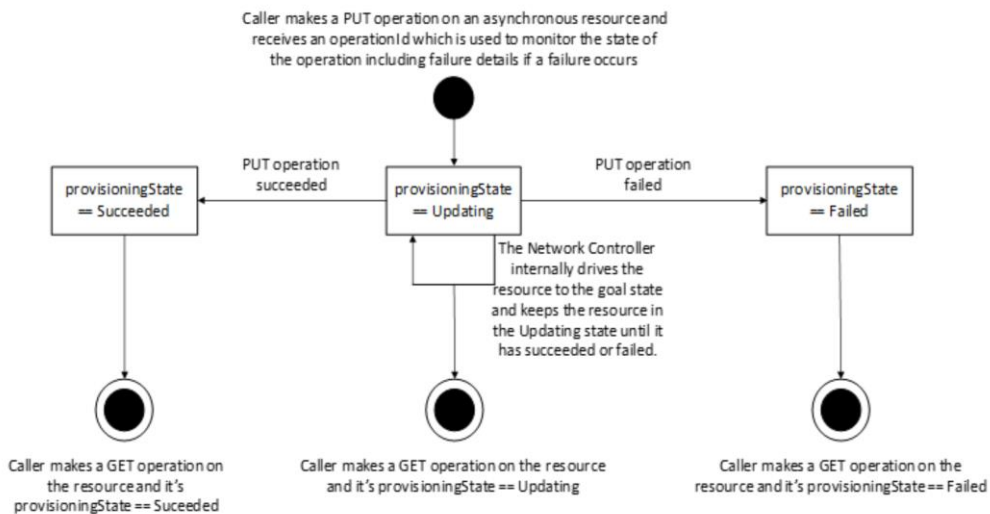 Caller makes a PUT operation on an asynchronous resource and
receives an operationId which is used to monitor the state of
the operation including failure details if a failure occurs
PUT operation
succeeded
PUT operation
failed
provisioningState
== Succeeded
provisioningState
== Updating
provisioningState
== Failed
The Network Controller
internally drives the
resource to the goal state
and keeps the resource in
the Updating state until it
has succeeded or failed.
Caller makes a GET operation on
the resource and it's
provisioningState == Suceeded
Caller makes a GET operation on the resource
and it's provisioningState == Updating
Caller makes a GET operation on the
resource and it's provisioningState == Failed